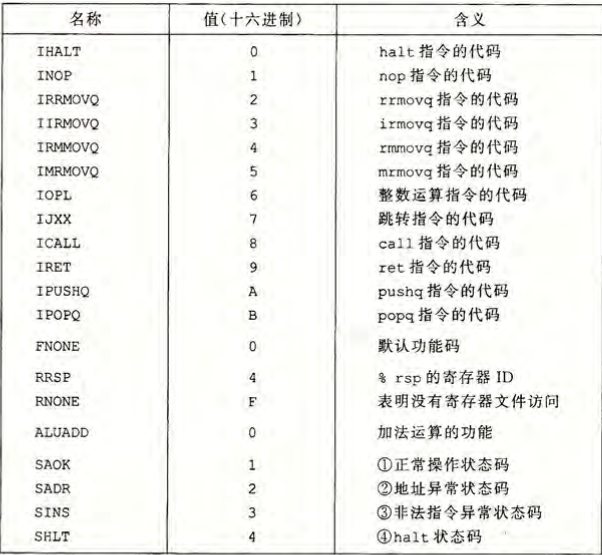 名称 值(十六进制) 含义
IHALT 0 halt 指令的代码
INOP 1 nop 指令的代码
IRRMOVQ 2 rrmovq 指令的代码
IIRMOVQ 3 irmovq 指令的代码
IRMMOVQ 4 rmmovq 指令的代码
IMRMOVQ 5 mrmovq 指令的代码
IOPL 6 整数运算指令的代码
IJXX 7 跳转指令的代码
ICALL 8 call 指令的代码
IRET 9 ret 指令的代码
IPUSHQ A pushq 指令的代码
IPOPQ B popq 指令的代码
FNONE 0 默认功能码
RRSP 4 % rsp 的寄存器 ID
RNONE F 表明没有寄存器文件访问
ALUADD 0 加法运算的功能
SAOK 1 ①正常操作状态码
SADR 2 ②地址异常状态码
SINS 3 ③非法指令异常状态码
SHLT 4 ④halt 状态码